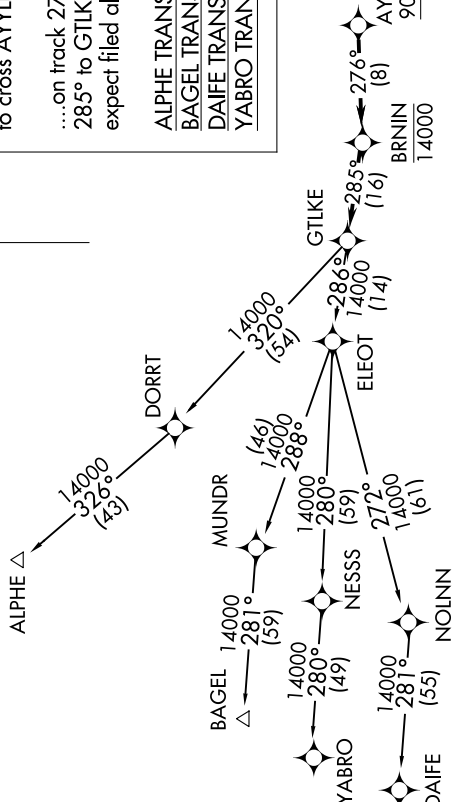 to cross AYYL
....on track 27
285° to GTLK
expect filed al
ALPHE TRANS
BAGEL TRANS
DAIFE TRANS
YABRO TRAN
AY
90
276°
(8)
BRNIN
14000
285°
(16)
GTLKE
286°
14000
(14)
ELEOT
14000
320°
(54)
DORRT
14000
326°
(43)
ALPHE
(46)
14000
288°
MUNDR
14000
281°
(59)
BAGEL
14000
280°
(59)
NESSS
14000
280°
(49)
YABRO
272°
14000
(61)
NOLNN
14000
281°
(55)
DAIFE